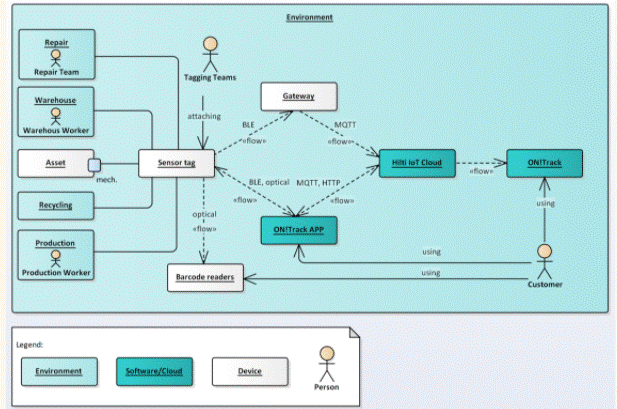 Environment
Repair
Repair Team
Tagging Teams
Warehouse
Warehous Worker
attaching
Gateway
BLE
MQTT
«flow»
«flow»
Asset
mech.
Sensor tag
Hilti IoT Cloud
«flow»
ON!Track
BLE, optical
MQTT, HTTP
«flow»
«flow»
optical
«flow»
using
Recycling
ON!Track APP
Production
Production Worker
using
Barcode readers
using
Customer
Legend:
Environment
Software/Cloud
Device
Person